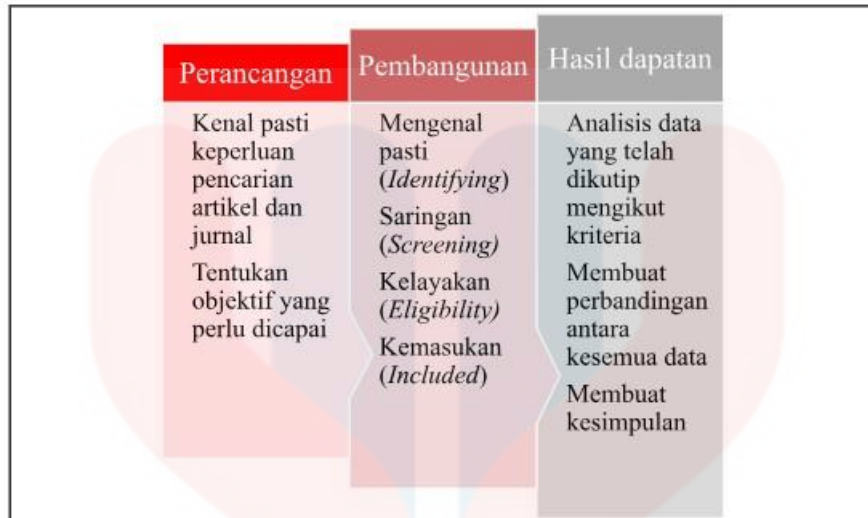 Perancangan
Kenal pasti
keperluan
pencarian
artikel dan
jurnal
Tentukan
objektif yang
perlu dicapai
Pembangunan
Mengenal
pasti
(Identifying)
Saringan
(Screening)
Kelayakan
(Eligibility)
Kemasukan
(Included)
Hasil dapatan
Analisis data
yang telah
dikutip
mengikut
kriteria
Membuat
perbandingan
antara
kesemua data
Membuat
kesimpulan